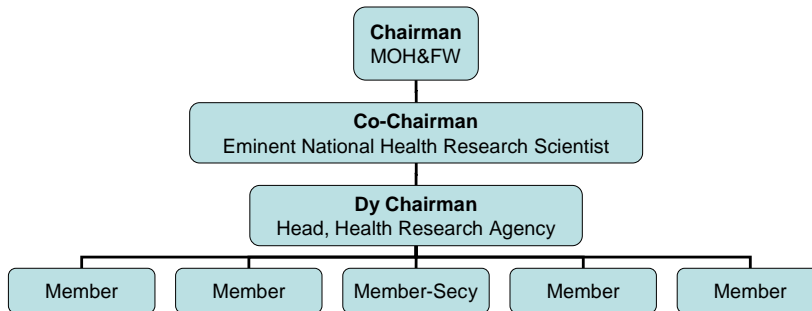 Chairman
MOH&FW
Co-Chairman
Eminent National Health Research Scientist
Dy Chairman
Head, Health Research Agency
Member
Member
Member-Secy
Member
Member